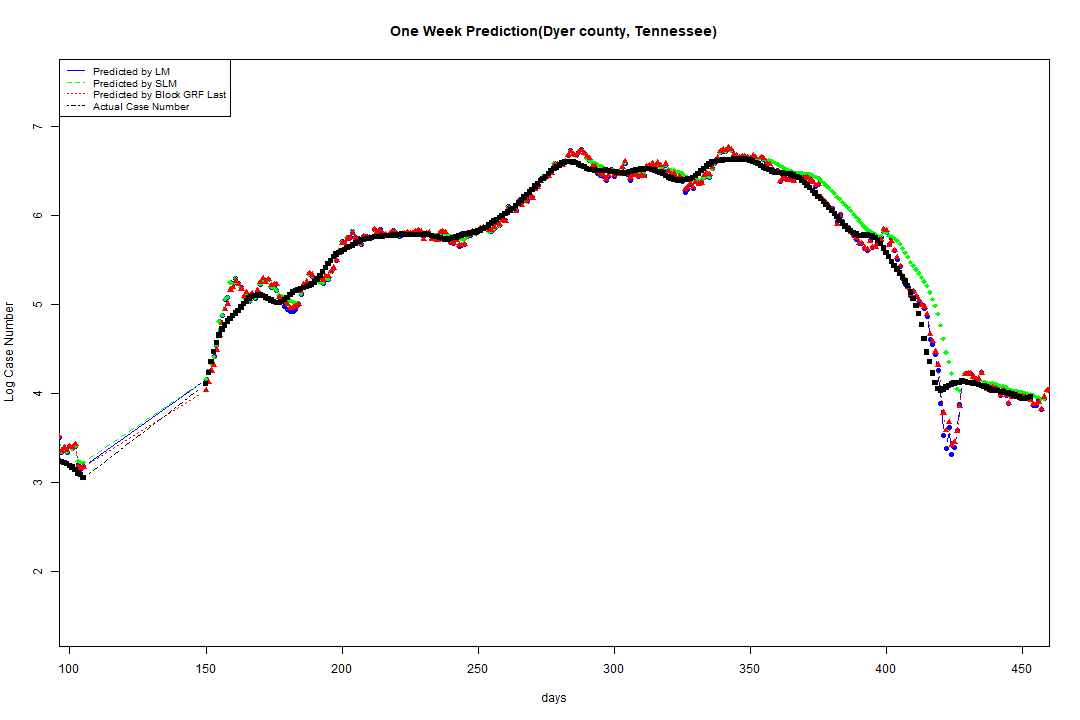 One Week Prediction(Dyer county, Tennessee)
Predicted by LM
Predicted by SLM
Predicted by Block GRF Last
Actual Case Number
Log Case Number
7
6
5
4
3
2
100 150 200 250 300 350 400 450
days